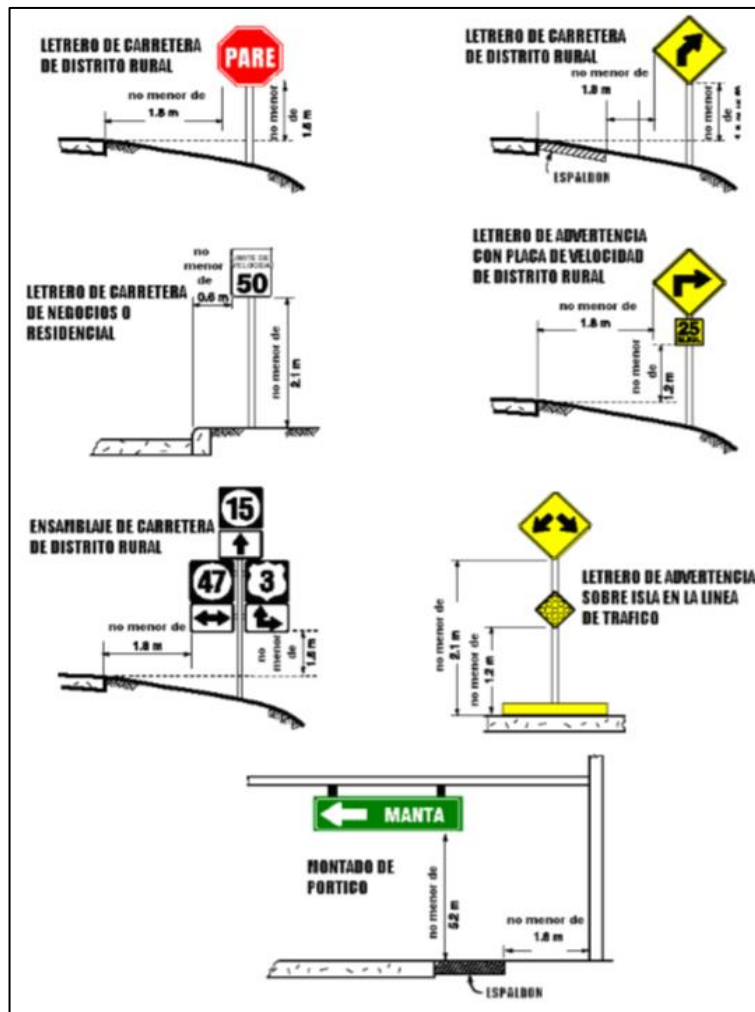 LETRERO DE CARRETERA
DE DISTRITO RURAL
PARE
no menor de
1.8 m
no menor
de
LETRERO DE CARRETERA
DE DISTRITO RURAL
no menor de
1.8 m
no menor
de
ESPALDON
LETRERO DE CARRETERA
DE NEGOCIOS O
RESIDENCIAL
no
menor
de
0.6 m
LIMITE DE
VELOCIDA
50
no menor de
2.1 m
LETRERO DE ADVERTENCIA
CON PLACA DE VELOCIDAD
DE DISTRITO RURAL
no menor de
1.8 m
25
no menor
de
1.2 m
ENSAMBLAJE DE CARRETERA
DE DISTRITO RURAL
15
47
3
no menor de
1.8 m
no menor
de
LETRERO DE ADVERTENCIA
SOBRE ISLA EN LA LINEA
DE TRAFICO
no menor de
2.1 m
no menor de
1.2 m
MANTA
MONTADO DE
PORTICO
no menor de
5.2 m
no menor de
1.8 m
ESPALDON